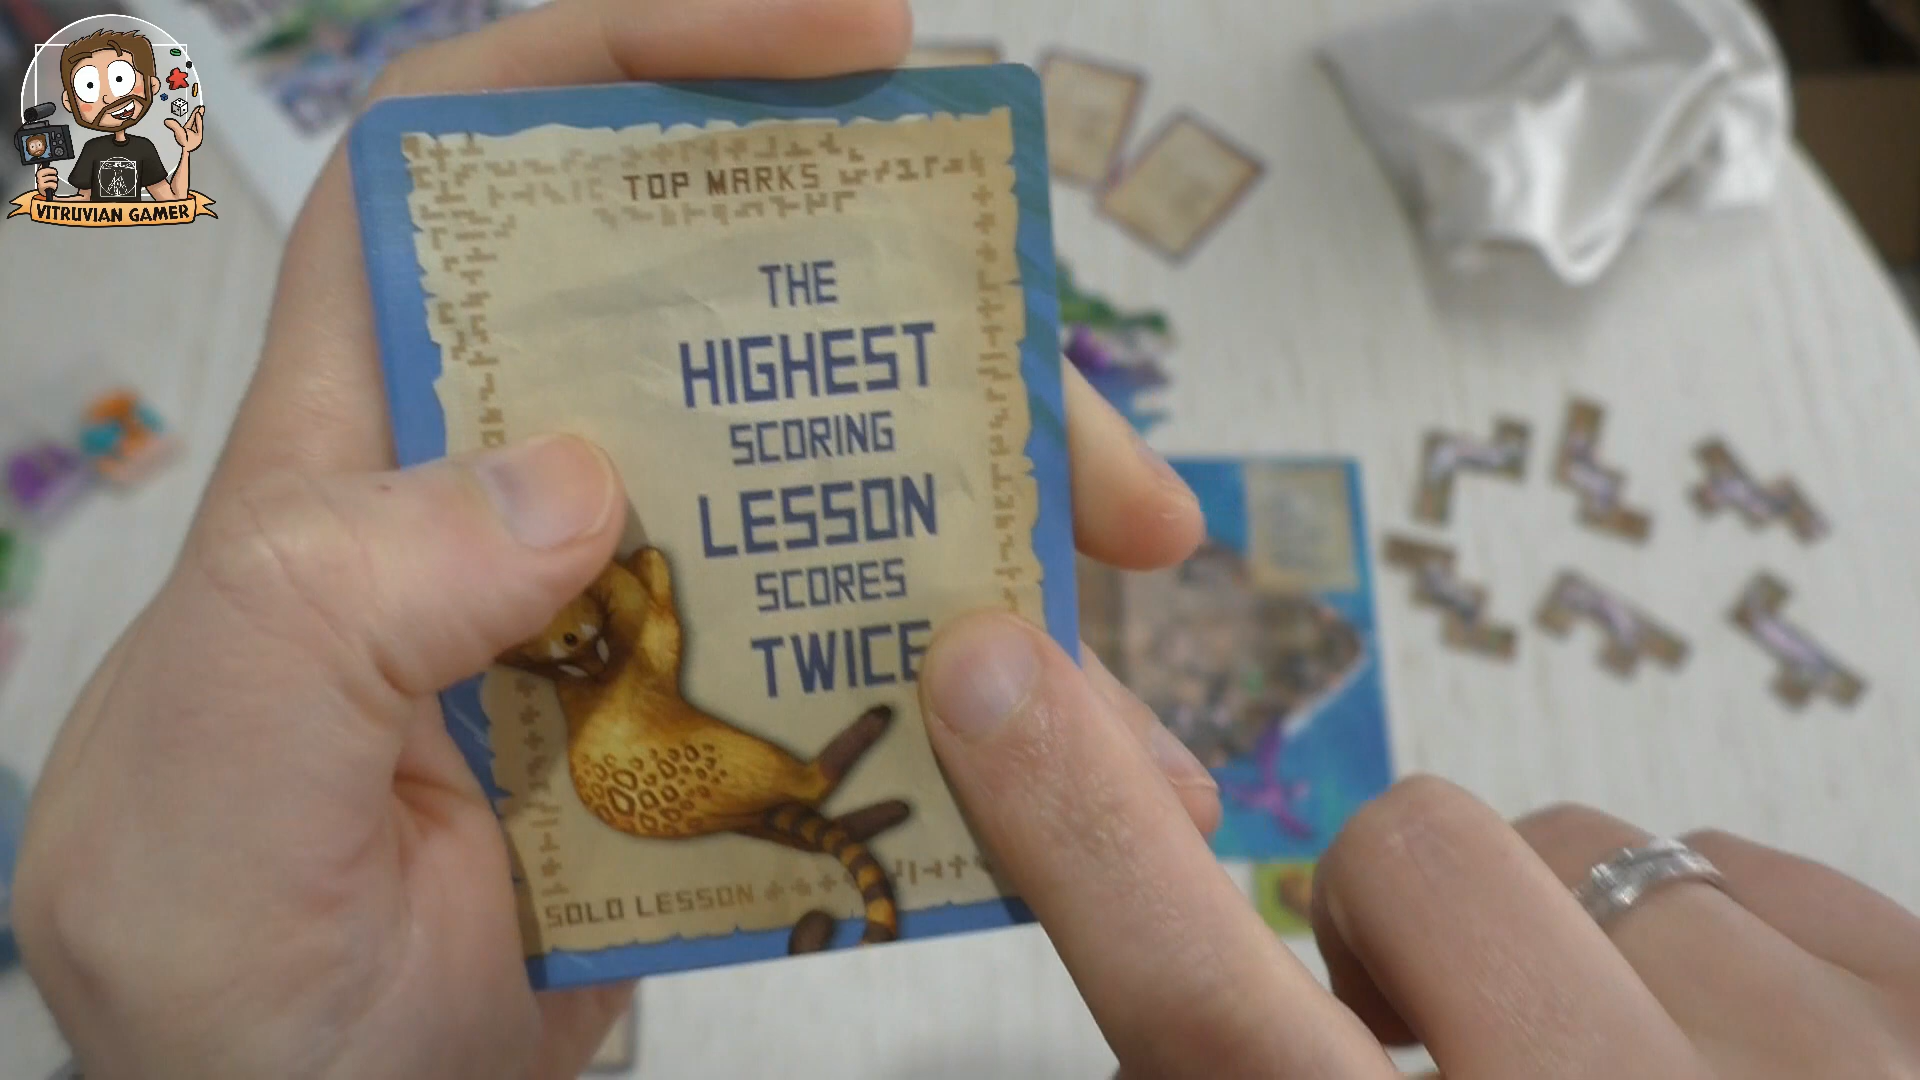 VITRUVIAN GAMER
TOP MARKS
THE
HIGHEST
SCORING
LESSON
SCORES
TWICE
SOLO LESSON